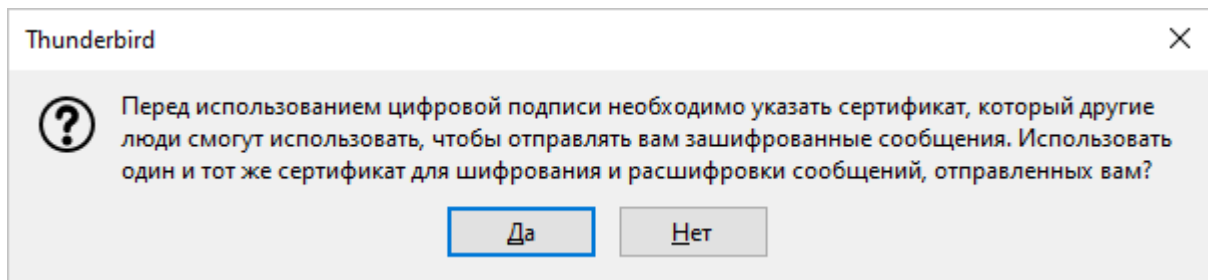 Thunderbird
Перед использованием цифровой подписи необходимо указать сертификат, который другие
люди смогут использовать, чтобы отправлять вам зашифрованные сообщения. Использовать
один и тот же сертификат для шифрования и расшифровки сообщений, отправленных вам?
Да Нет